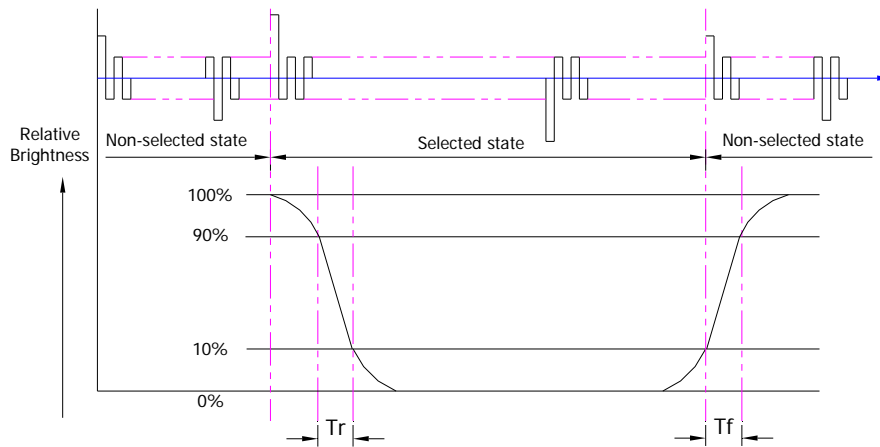 Relative
Brightness
Non-selected state
Selected state
Non-selected state
100%
90%
10%
0%
Tr
Tf